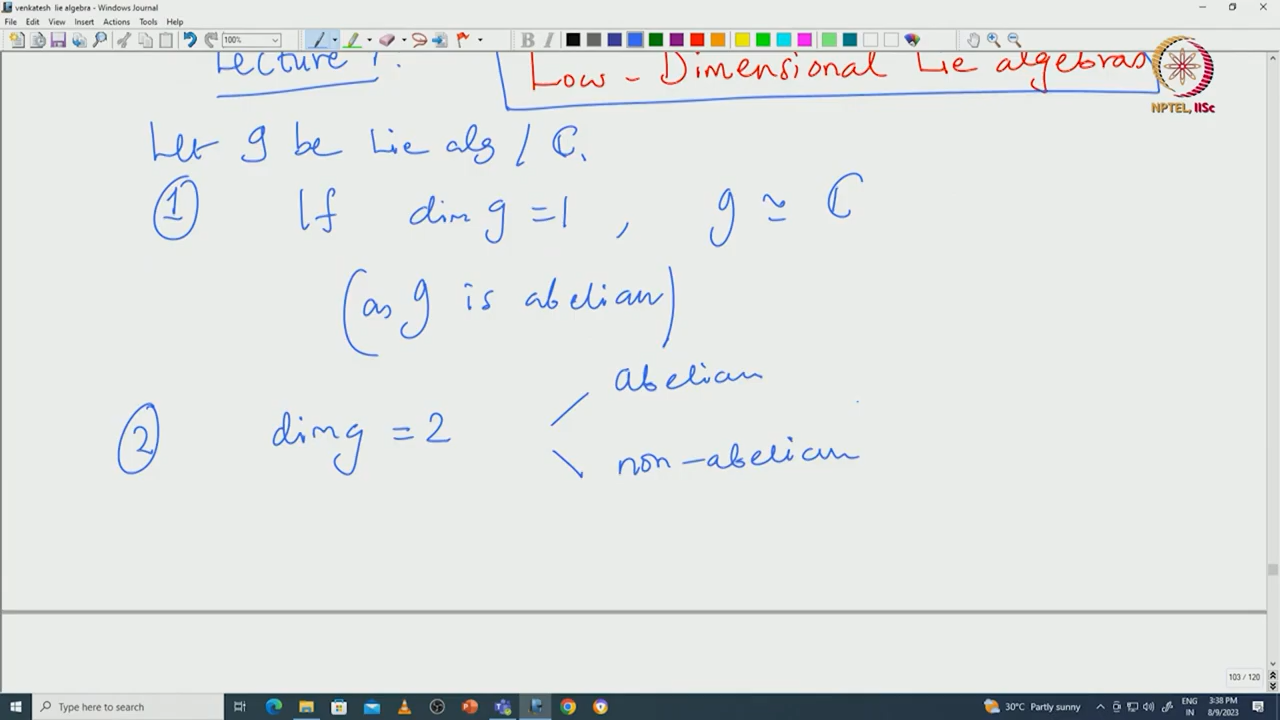 venkatesh lie algebra - Windows Journal
File Edit View Insert Actions Tools Help
100%
B I
Lecture
Low - Dimensional Lie algebras
NPTEL, IISc
Let g be Lie alg / ℂ.
① If dim g = 1 , g ≃ ℂ
(as g is abelian)
② dim g = 2
abelian
non-abelian
103 / 120
Type here to search
30°C Partly sunny
ENG
IN
3:38 PM
8/9/2023